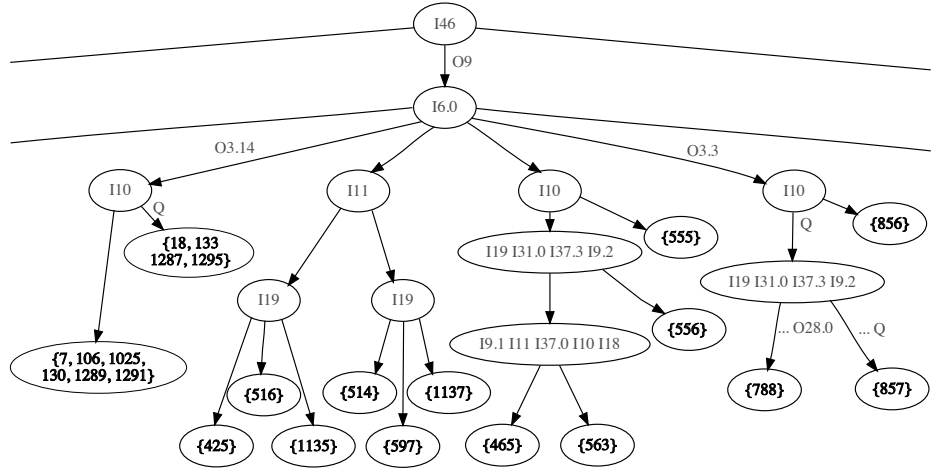 I46
O9
I6.0
O3.14
O3.3
I10
I11
I10
I10
Q
{18, 133
1287, 1295}
{555}
Q
{856}
I19 I31.0 I37.3 I9.2
I19 I31.0 I37.3 I9.2
I19
I19
{556}
... O28.0
... Q
I9.1 I11 I37.0 I10 I18
{7, 106, 1025,
130, 1289, 1291}
{516}
{514}
{1137}
{788}
{857}
{425}
{1135}
{597}
{465}
{563}